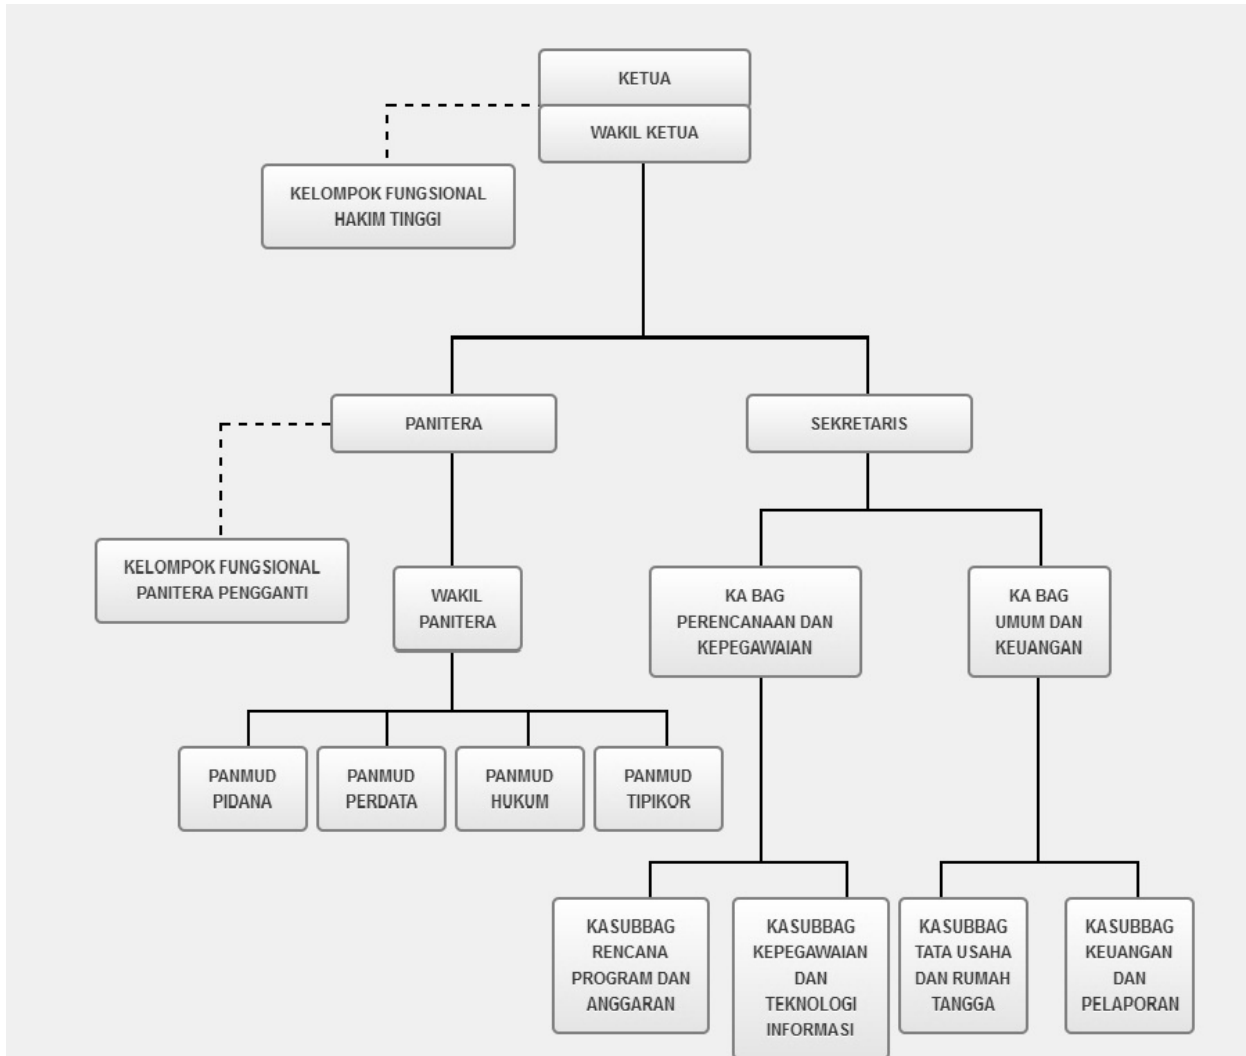 KETUA
WAKIL KETUA
KELOMPOK FUNGSIONAL
HAKIM TINGGI
PANITERA
SEKRETARIS
KELOMPOK FUNGSIONAL
PANITERA PENGGANTI
WAKIL
PANITERA
KA BAG
PERENCANAAN DAN
KEPEGAWAIAN
KA BAG
UMUM DAN
KEUANGAN
PANMUD
PIDANA
PANMUD
PERDATA
PANMUD
HUKUM
PANMUD
TIPIKOR
KASUBBAG
RENCANA
PROGRAM DAN
ANGGARAN
KASUBBAG
KEPEGAWAIAN
DAN
TEKNOLOGI
INFORMASI
KASUBBAG
TATA USAHA
DAN RUMAH
TANGGA
KASUBBAG
KEUANGAN
DAN
PELAPORAN